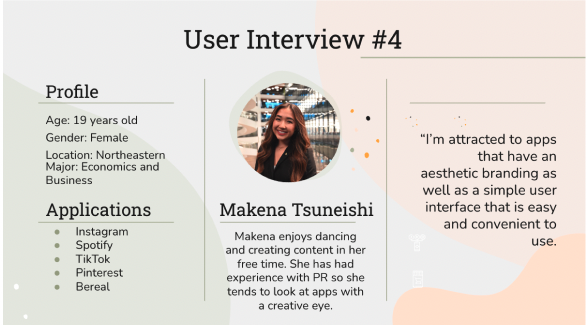 User Interview #4
Profile
Age: 19 years old
Gender: Female
Location: Northeastern
Major: Economics and
Business
Applications
Instagram
Spotify
TikTok
Pinterest
Bereal
Makena Tsuneishi
Makena enjoys dancing
and creating content in her
free time. She has had
experience with PR so she
tends to look at apps with
a creative eye.
“I’m attracted to apps
that have an
aesthetic branding as
well as a simple user
interface that is easy
and convenient to
use.